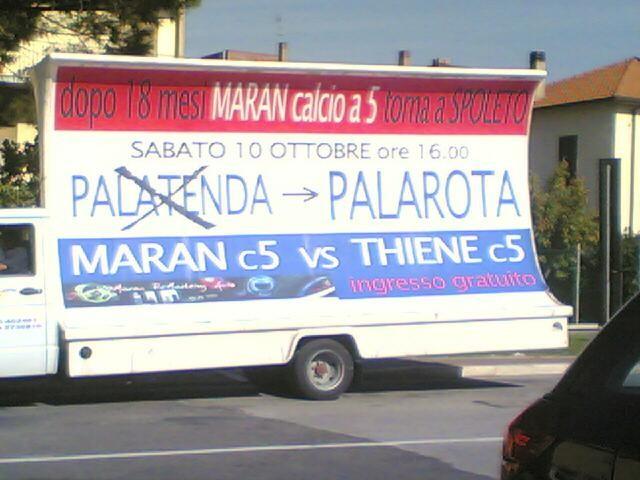 dopo 18 mesi MARAN calcio a 5 torna a SPOLETO
SABATO 10 OTTOBRE ore 16.00
PALATENDA → PALAROTA
MARAN c5 vs THIENE c5
ingresso gratuito